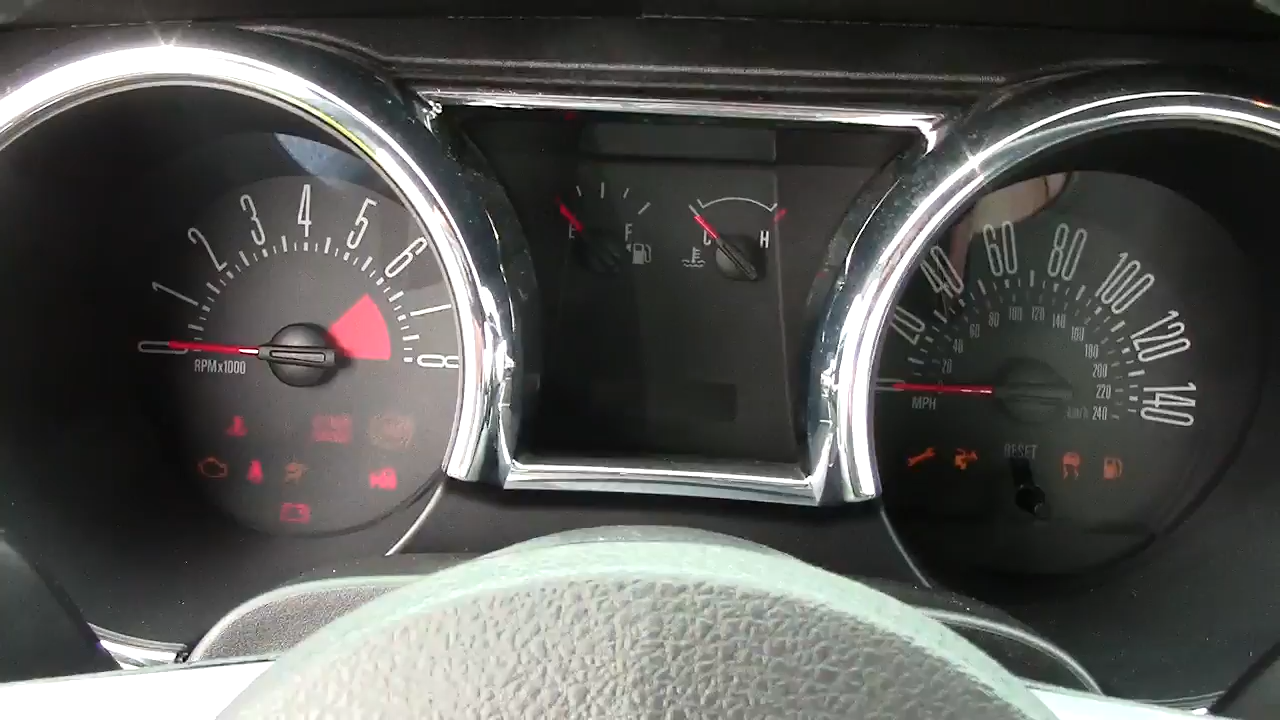 0 1 2 3 4 5 6 7 8
RPMx1000
E F
C H
20 40 60 80 100 120 140
20 40 60 80 100 120 140 160 180 200 220 240
km/h
MPH
RESET